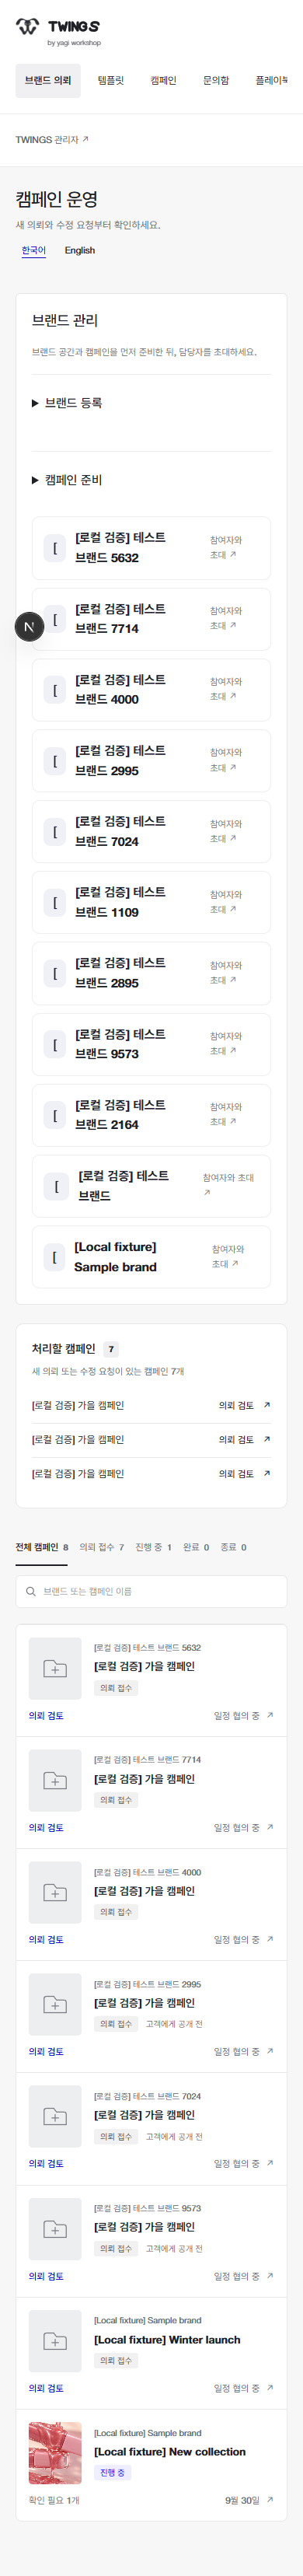 TWINGS
by yagi workshop
브랜드 의뢰 템플릿 캠페인 문의함
TWINGS 관리자 ↗
캠페인 운영
새 의뢰와 수정 요청부터 확인하세요.
한국어 English
브랜드 관리
브랜드 공간과 캠페인을 먼저 준비한 뒤, 담당자를 초대하세요.
▶ 브랜드 등록
▶ 캠페인 준비
[ [로컬 검증] 테스트 참여자와
브랜드 5632 초대 ↗
N
[ [로컬 검증] 테스트 참여자와
브랜드 7714 초대 ↗
[ [로컬 검증] 테스트 참여자와
브랜드 4000 초대 ↗
[ [로컬 검증] 테스트 참여자와
브랜드 2995 초대 ↗
[ [로컬 검증] 테스트 참여자와
브랜드 7024 초대 ↗
[ [로컬 검증] 테스트 참여자와
브랜드 1109 초대 ↗
[ [로컬 검증] 테스트 참여자와
브랜드 2895 초대 ↗
[ [로컬 검증] 테스트 참여자와
브랜드 9573 초대 ↗
[ [로컬 검증] 테스트 참여자와
브랜드 2164 초대 ↗
[ [로컬 검증] 테스트 참여자와 초대
브랜드 ↗
[ [Local fixture] 참여자와
Sample brand 초대 ↗
처리할 캠페인 7
새 의뢰 또는 수정 요청이 있는 캠페인 7개
[로컬 검증] 가을 캠페인 의뢰 검토 ↗
[로컬 검증] 가을 캠페인 의뢰 검토 ↗
[로컬 검증] 가을 캠페인 의뢰 검토 ↗
전체 캠페인 8 의뢰 접수 7 진행 중 1 완료 0 종료 0
브랜드 또는 캠페인 이름
[로컬 검증] 테스트 브랜드 5632
[로컬 검증] 가을 캠페인
의뢰 접수
의뢰 검토 일정 협의 중 ↗
[로컬 검증] 테스트 브랜드 7714
[로컬 검증] 가을 캠페인
의뢰 접수
의뢰 검토 일정 협의 중 ↗
[로컬 검증] 테스트 브랜드 4000
[로컬 검증] 가을 캠페인
의뢰 접수
의뢰 검토 일정 협의 중 ↗
[로컬 검증] 테스트 브랜드 2995
[로컬 검증] 가을 캠페인
의뢰 접수 고객에게 공개 전
의뢰 검토 일정 협의 중 ↗
[로컬 검증] 테스트 브랜드 7024
[로컬 검증] 가을 캠페인
의뢰 접수 고객에게 공개 전
의뢰 검토 일정 협의 중 ↗
[로컬 검증] 테스트 브랜드 9573
[로컬 검증] 가을 캠페인
의뢰 접수 고객에게 공개 전
의뢰 검토 일정 협의 중 ↗
[Local fixture] Sample brand
[Local fixture] Winter launch
의뢰 접수
의뢰 검토 일정 협의 중 ↗
[Local fixture] Sample brand
[Local fixture] New collection
진행 중
확인 필요 1개 9월 30일 ↗